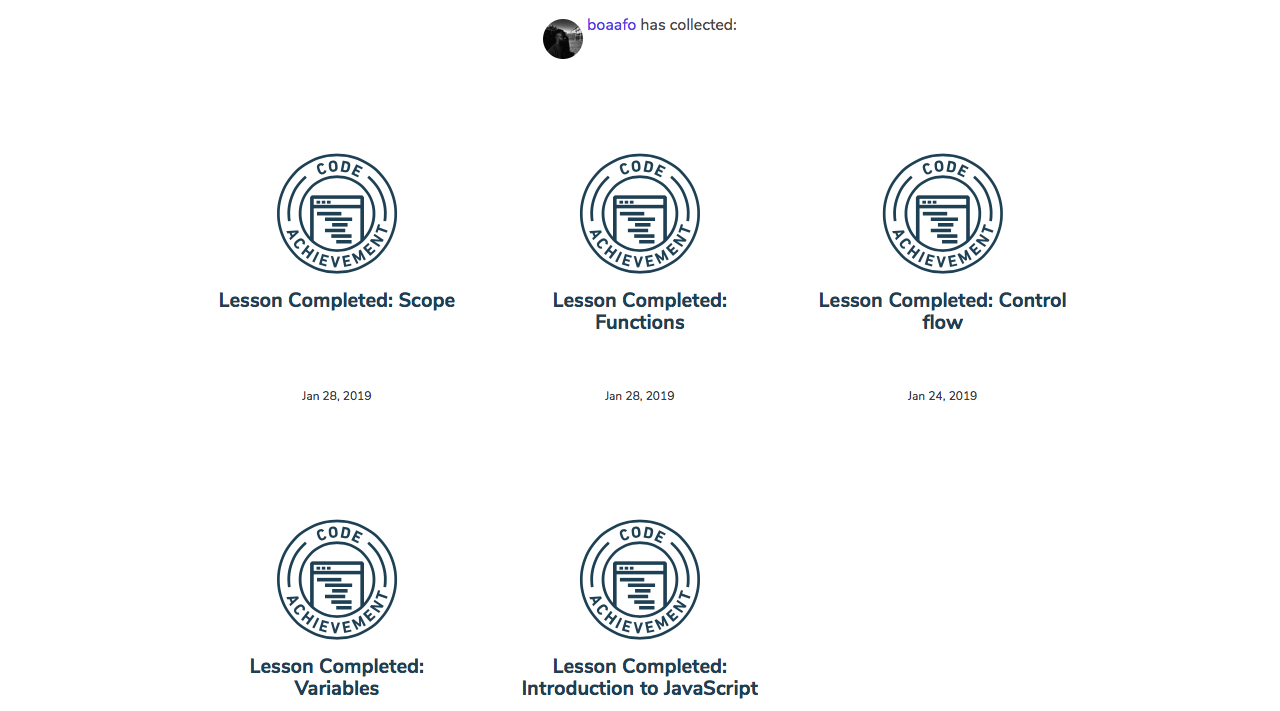 boaafo has collected:
CODE ACHIEVEMENT
CODE ACHIEVEMENT
CODE ACHIEVEMENT
Lesson Completed: Scope
Lesson Completed:
Functions
Lesson Completed: Control
flow
Jan 28, 2019
Jan 28, 2019
Jan 24, 2019
CODE ACHIEVEMENT
CODE ACHIEVEMENT
Lesson Completed:
Variables
Lesson Completed:
Introduction to JavaScript